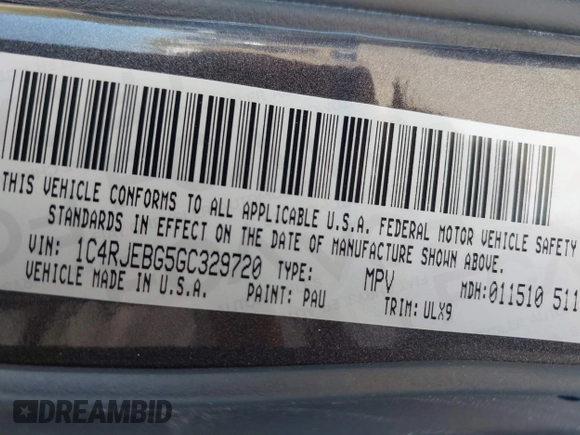 THIS VEHICLE CONFORMS TO ALL APPLICABLE U.S.A. FEDERAL MOTOR VEHICLE SAFETY
STANDARDS IN EFFECT ON THE DATE OF MANUFACTURE SHOWN ABOVE.
VIN: 1C4RJEBG5GC329720 TYPE: MPV MDH:011510 511
VEHICLE MADE IN U.S.A. PAINT: PAU TRIM: ULX9
DREAMBID